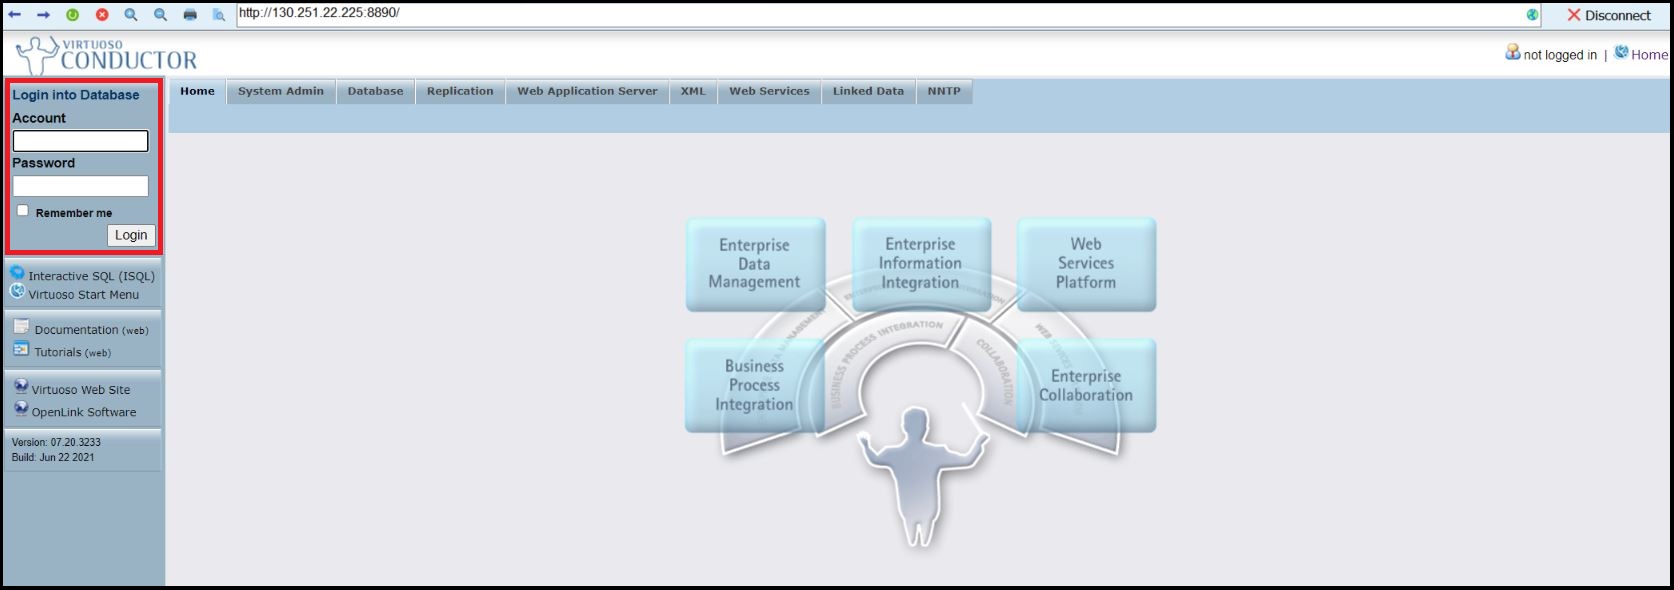 http://130.251.22.225:8890/
Disconnect
VIRTUOSO
CONDUCTOR
not logged in | Home
Login into Database
Account
Password
Remember me
Login
Interactive SQL (ISQL)
Virtuoso Start Menu
Documentation (web)
Tutorials (web)
Virtuoso Web Site
OpenLink Software
Version: 07.20.3233
Build: Jun 22 2021
Home System Admin Database Replication Web Application Server XML Web Services Linked Data NNTP
Enterprise
Data
Management
Enterprise
Information
Integration
Web
Services
Platform
Business
Process
Integration
Enterprise
Collaboration
BUSINESS PROCESS INTEGRATION
COLLABORATION